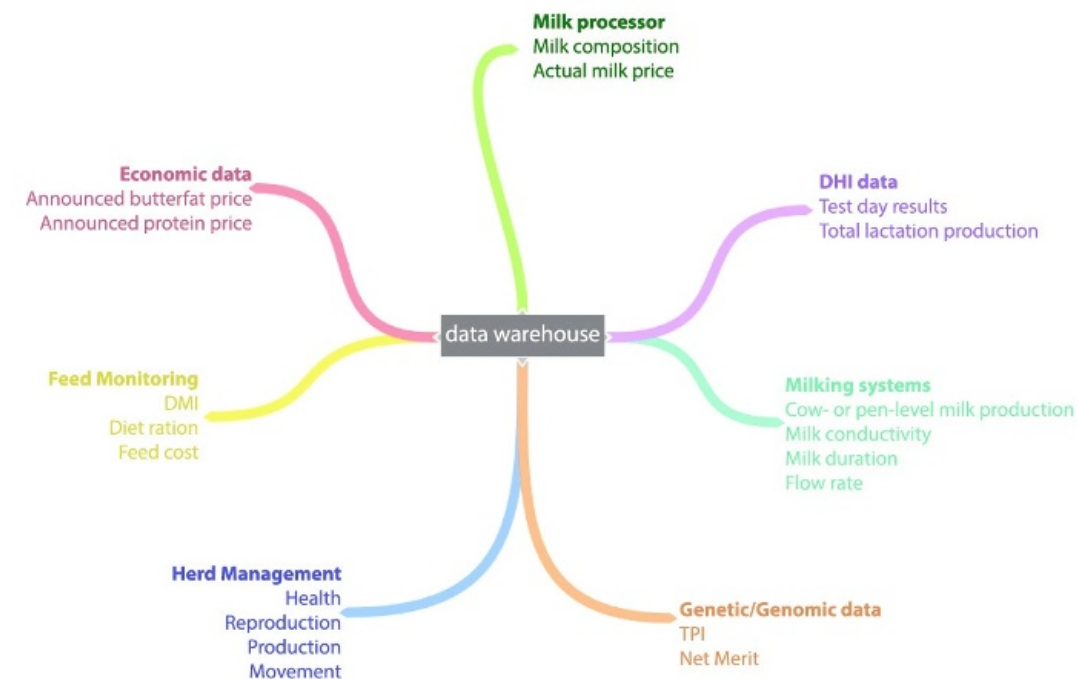 Milk processor
Milk composition
Actual milk price
Economic data
Announced butterfat price
Announced protein price
DHI data
Test day results
Total lactation production
data warehouse
Feed Monitoring
DMI
Diet ration
Feed cost
Milking systems
Cow- or pen-level milk production
Milk conductivity
Milk duration
Flow rate
Herd Management
Health
Reproduction
Production
Movement
Genetic/Genomic data
TPI
Net Merit